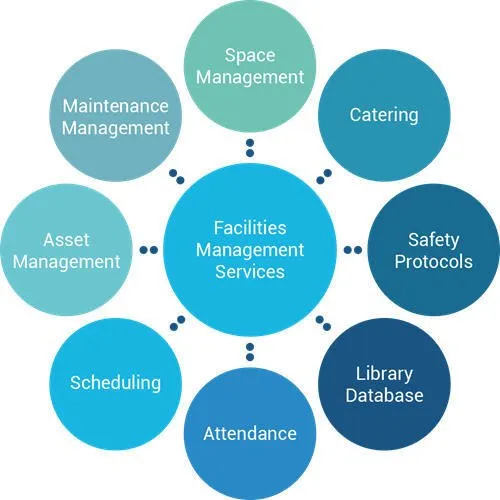 Space
Management
Maintenance
Management
Catering
Facilities
Management
Services
Asset
Management
Safety
Protocols
Scheduling
Library
Database
Attendance